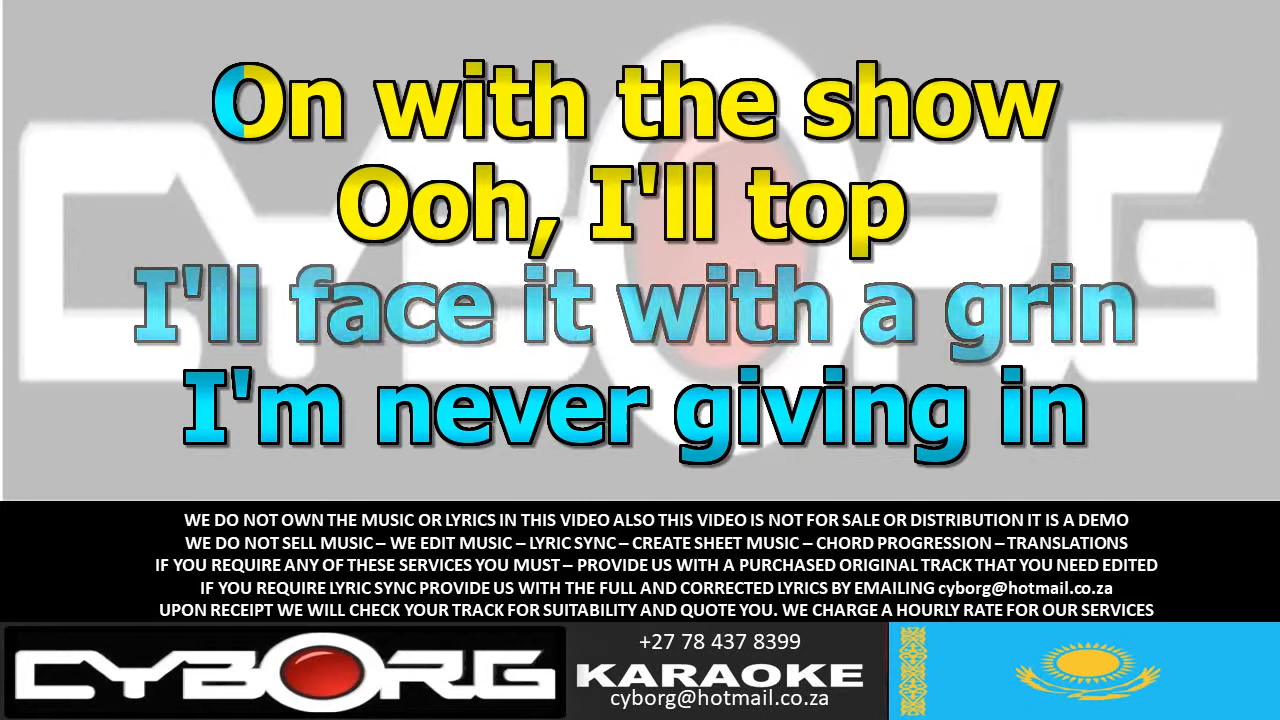 On with the show
Ooh, I'll top
I'll face it with a grin
I'm never giving in
WE DO NOT OWN THE MUSIC OR LYRICS IN THIS VIDEO ALSO THIS VIDEO IS NOT FOR SALE OR DISTRIBUTION IT IS A DEMO
WE DO NOT SELL MUSIC – WE EDIT MUSIC – LYRIC SYNC – CREATE SHEET MUSIC – CHORD PROGRESSION – TRANSLATIONS
IF YOU REQUIRE ANY OF THESE SERVICES YOU MUST – PROVIDE US WITH A PURCHASED ORIGINAL TRACK THAT YOU NEED EDITED
IF YOU REQUIRE LYRIC SYNC PROVIDE US WITH THE FULL AND CORRECTED LYRICS BY EMAILING cyborg@hotmail.co.za
UPON RECEIPT WE WILL CHECK YOUR TRACK FOR SUITABILITY AND QUOTE YOU. WE CHARGE A HOURLY RATE FOR OUR SERVICES
CYBORG
+27 78 437 8399
KARAOKE
cyborg@hotmail.co.za